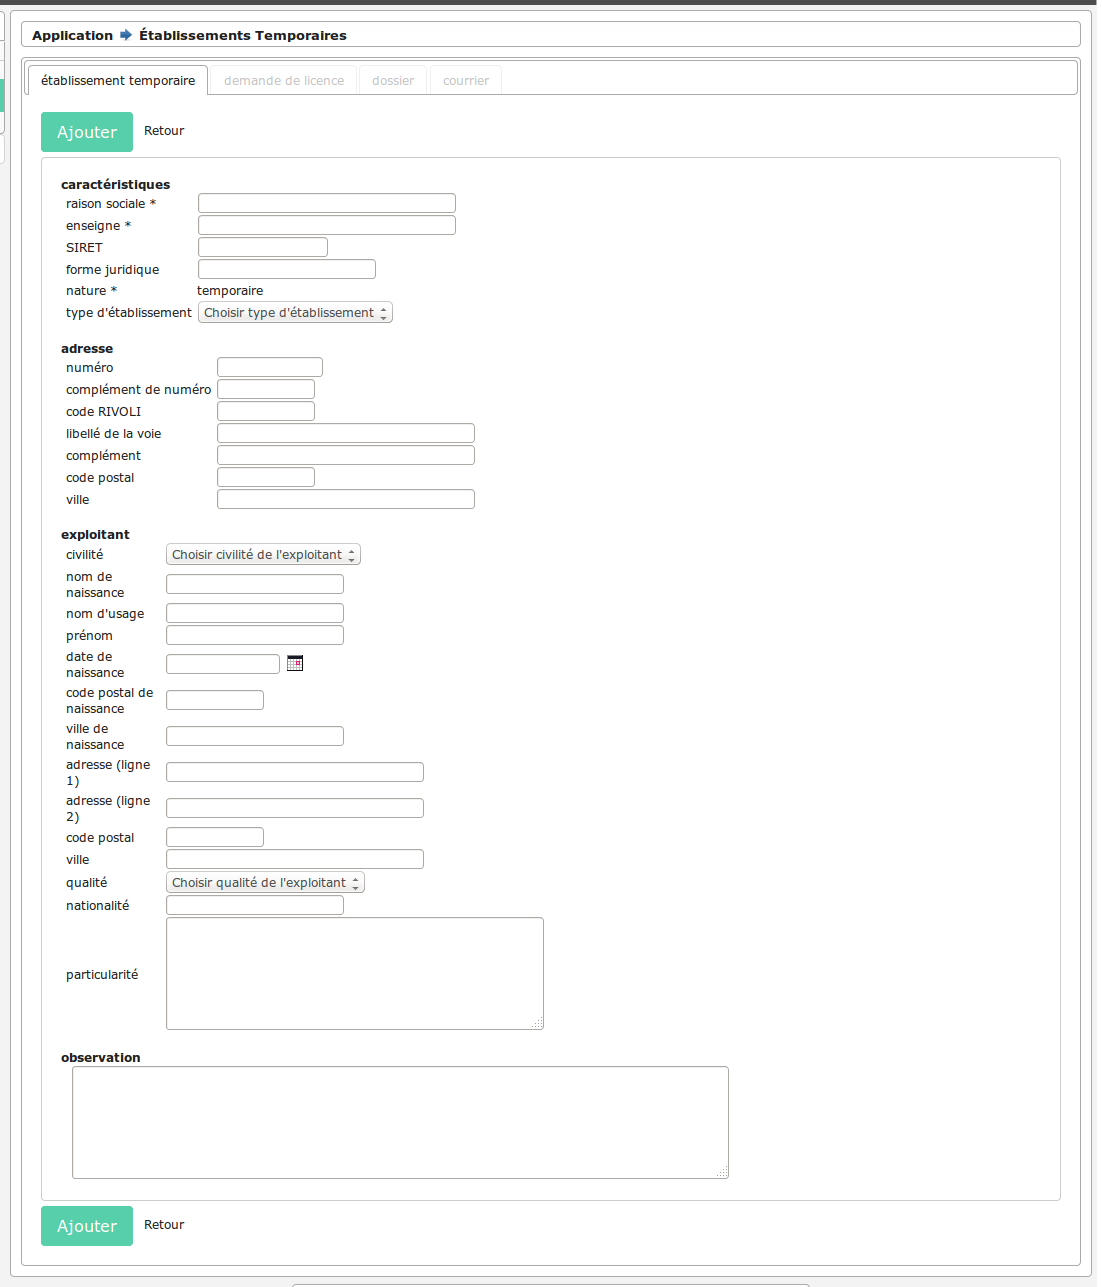 Application Établissements Temporaires
établissement temporaire demande de licence dossier courrier
Ajouter Retour
caractéristiques
raison sociale *
enseigne *
SIRET
forme juridique
nature * temporaire
type d'établissement Choisir type d'établissement
adresse
numéro
complément de numéro
code RIVOLI
libellé de la voie
complément
code postal
ville
exploitant
civilité Choisir civilité de l'exploitant
nom de
naissance
nom d'usage
prénom
date de
naissance
code postal de
naissance
ville de
naissance
adresse (ligne
1)
adresse (ligne
2)
code postal
ville
qualité Choisir qualité de l'exploitant
nationalité
particularité
observation
Ajouter Retour